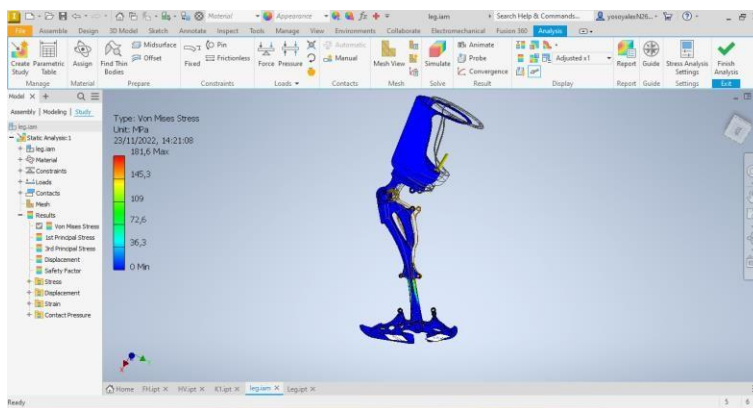 Material
Appearance
leg.iam
Search Help & Commands...
File Assemble Design 3D Model Sketch Annotate Inspect Tools Manage View Environments Collaborate Electromechanical Fusion 360 Analysis
Create Study
Parametric Table
Assign
Find Thin Bodies
Midsurface
Offset
Fixed
Pin
Frictionless
Force
Pressure
Automatic
Manual
Mesh View
Simulate
Animate
Probe
Convergence
Adjusted x1
Report
Guide
Stress Analysis Settings
Finish Analysis
Manage Material Prepare Constraints Loads Contacts Mesh Solve Result Display Report Guide Settings Exit
Model
Assembly | Modeling | Study
leg.iam
Static Analysis:1
leg.iam
Material
Constraints
Loads
Contacts
Mesh
Results
Von Mises Stress
1st Principal Stress
3rd Principal Stress
Displacement
Safety Factor
Stress
Displacement
Strain
Contact Pressure
Type: Von Mises Stress
Unit: MPa
23/11/2022, 14:21:08
181,6 Max
145,3
109
72,6
36,3
0 Min
Home FH.ipt HV.ipt K1.ipt leg.iam Leg.ipt
Ready
5 6